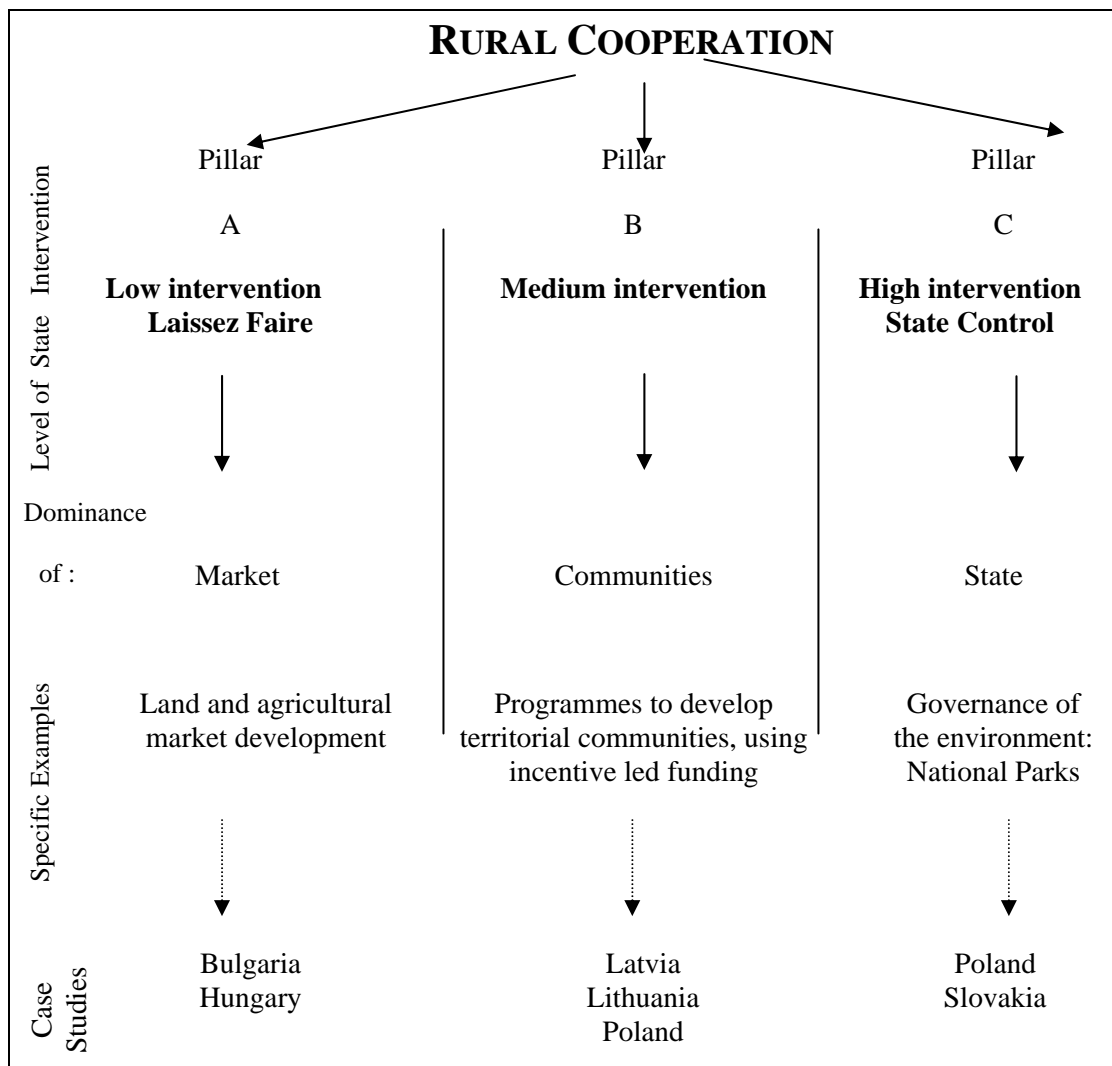 RURAL COOPERATION
Level of State Intervention
Pillar
A
Low intervention
Laissez Faire
Pillar
B
Medium intervention
Pillar
C
High intervention
State Control
Dominance
of :
Market
Communities
State
Specific Examples
Land and agricultural
market development
Programmes to develop
territorial communities, using
incentive led funding
Governance of
the environment:
National Parks
Case
Studies
Bulgaria
Hungary
Latvia
Lithuania
Poland
Poland
Slovakia